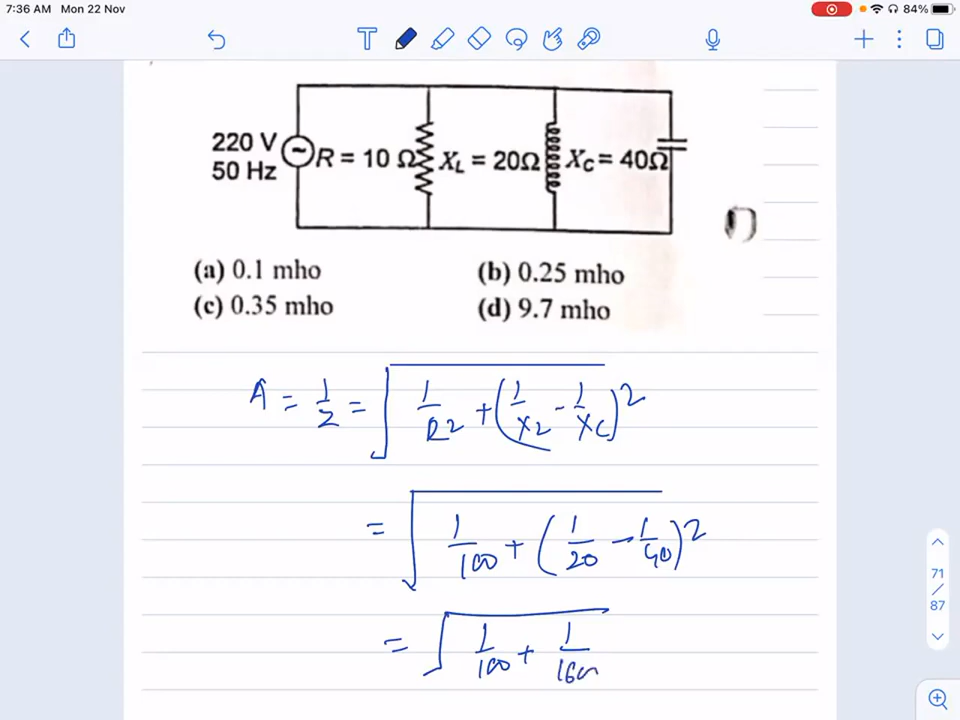 7:36 AM Mon 22 Nov
84%
T
220 V
50 Hz
R = 10 Ω
X_L = 20Ω
X_C = 40Ω
(a) 0.1 mho
(b) 0.25 mho
(c) 0.35 mho
(d) 9.7 mho
A = 1/Z = √(1/R² + (1/X_L - 1/X_C)²)
= √(1/100 + (1/20 - 1/40)²)
= √(1/100 + 1/1600
71
/
87